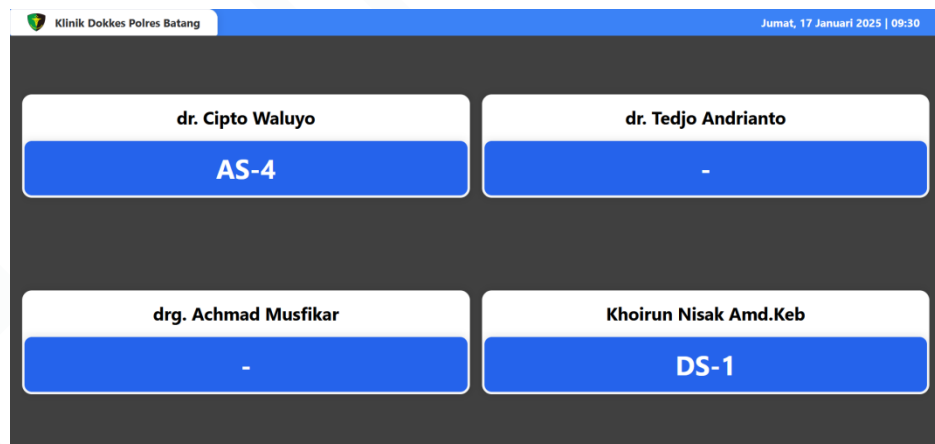 Klinik Dokkes Polres Batang
Jumat, 17 Januari 2025 | 09:30
dr. Cipto Waluyo
AS-4
dr. Tedjo Andrianto
-
drg. Achmad Musfikar
-
Khoirun Nisak Amd.Keb
DS-1